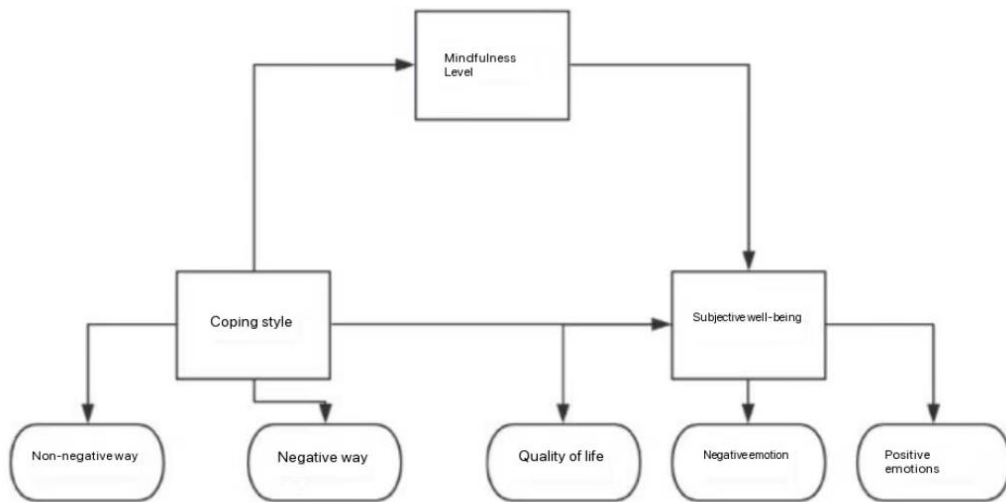 Mindfulness
Level
Coping style
Subjective well-being
Non-negative way
Negative way
Quality of life
Negative emotion
Positive
emotions